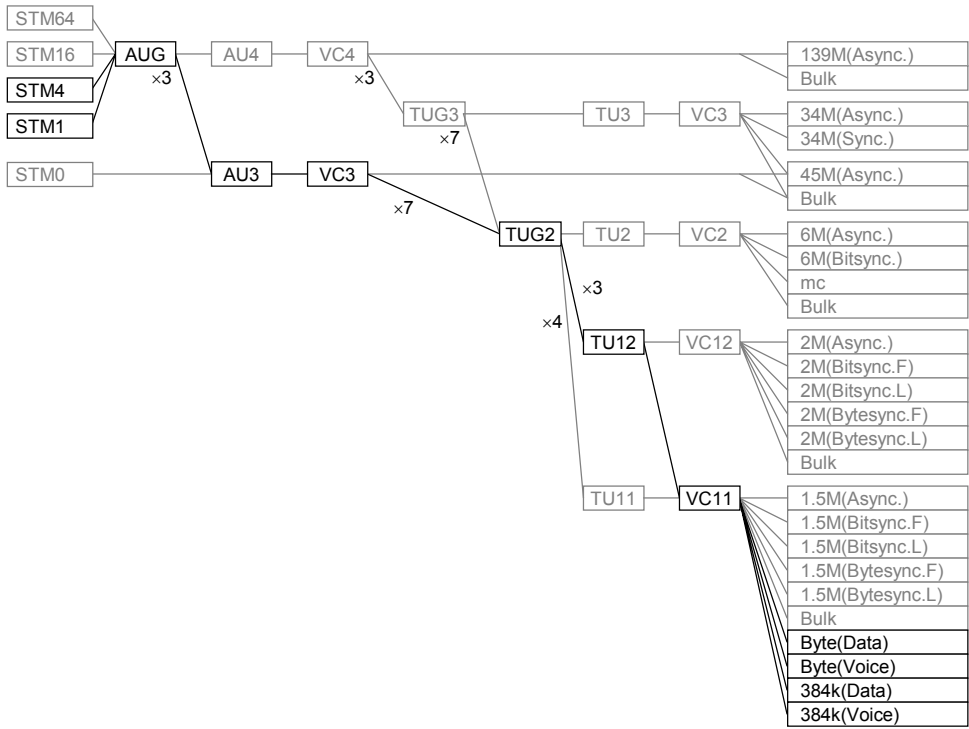 STM64
STM16 AUG AU4 VC4 139M(Async.)
×3 ×3 Bulk
STM4
STM1 TUG3 TU3 VC3 34M(Async.)
×7 34M(Sync.)
STM0 AU3 VC3 45M(Async.)
×7 Bulk
TUG2 TU2 VC2 6M(Async.)
6M(Bitsync.)
×3 mc
Bulk
×4
TU12 VC12 2M(Async.)
2M(Bitsync.F)
2M(Bitsync.L)
2M(Bytesync.F)
2M(Bytesync.L)
Bulk
TU11 VC11 1.5M(Async.)
1.5M(Bitsync.F)
1.5M(Bitsync.L)
1.5M(Bytesync.F)
1.5M(Bytesync.L)
Bulk
Byte(Data)
Byte(Voice)
384k(Data)
384k(Voice)